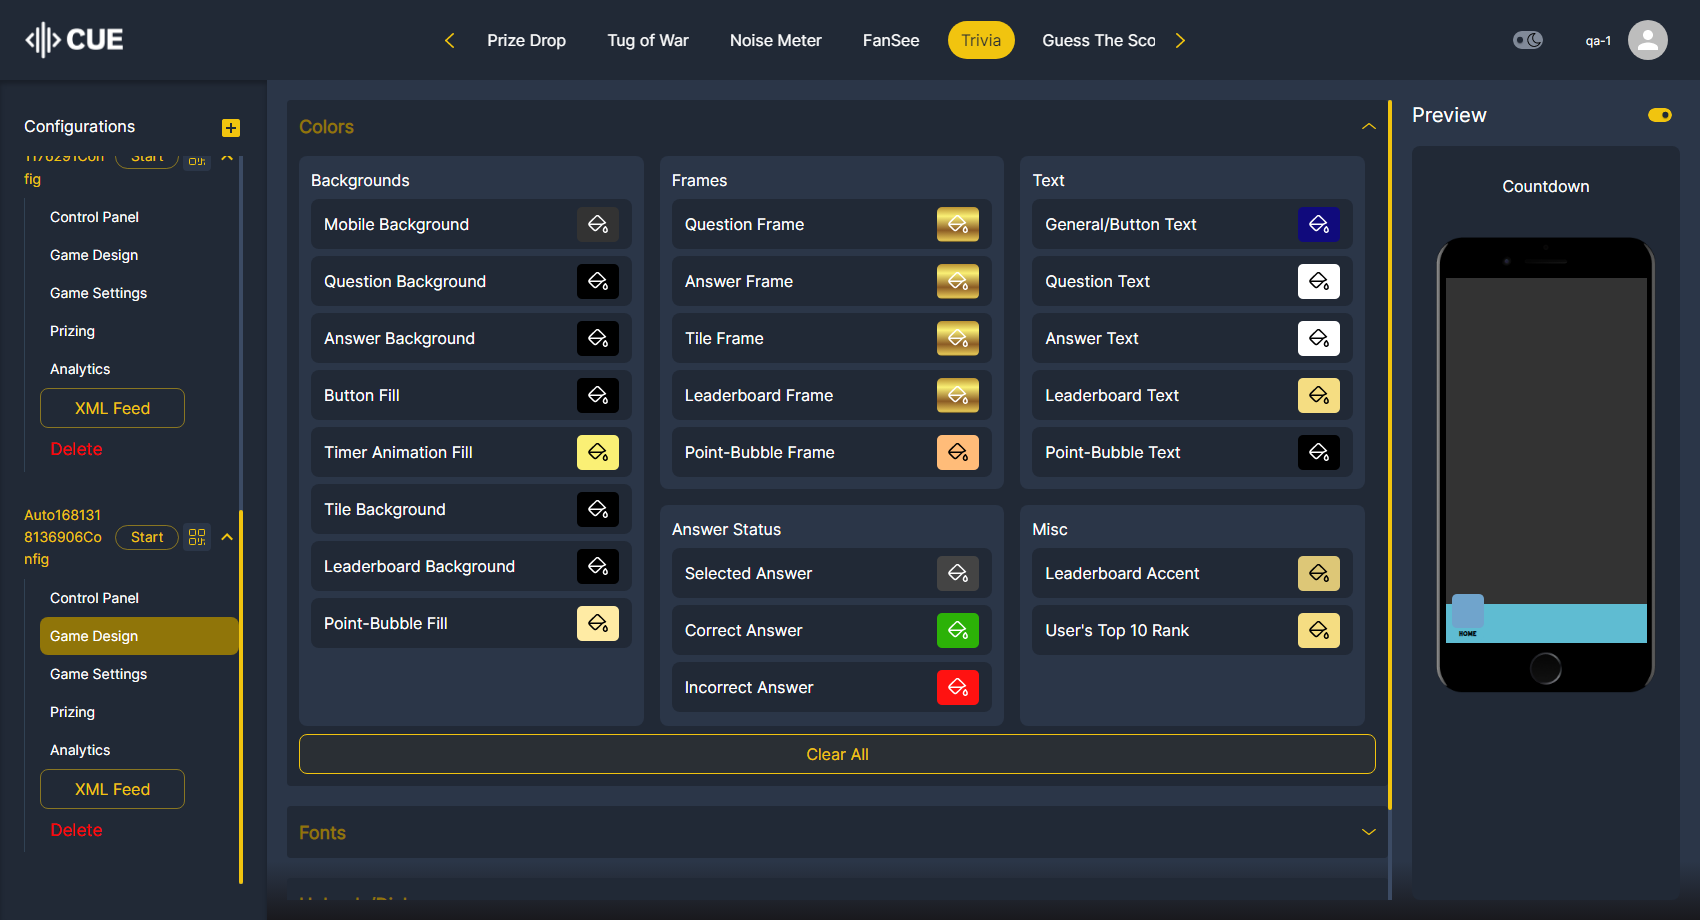 CUE
Prize Drop
Tug of War
Noise Meter
FanSee
Trivia
Guess The Sco
qa-1
Configurations
Start
fig
Control Panel
Game Design
Game Settings
Prizing
Analytics
XML Feed
Delete
Auto168131
8136906Co
nfig
Start
Control Panel
Game Design
Game Settings
Prizing
Analytics
XML Feed
Delete
Colors
Backgrounds
Mobile Background
Question Background
Answer Background
Button Fill
Timer Animation Fill
Tile Background
Leaderboard Background
Point-Bubble Fill
Frames
Question Frame
Answer Frame
Tile Frame
Leaderboard Frame
Point-Bubble Frame
Text
General/Button Text
Question Text
Answer Text
Leaderboard Text
Point-Bubble Text
Answer Status
Selected Answer
Correct Answer
Incorrect Answer
Misc
Leaderboard Accent
User's Top 10 Rank
Clear All
Fonts
Preview
Countdown
HOME